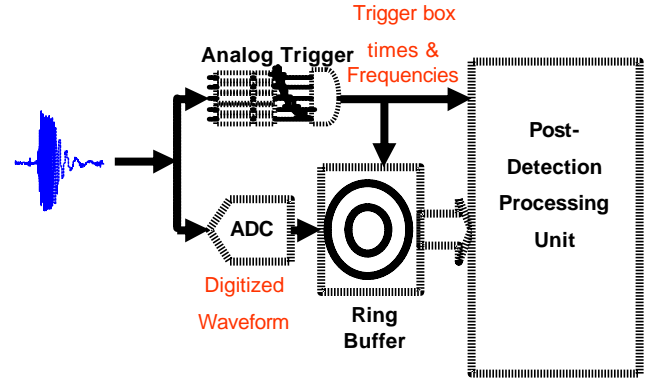 Trigger box
times &
Frequencies
Analog Trigger
Post-
Detection
Processing
Unit
ADC
Digitized
Waveform
Ring
Buffer